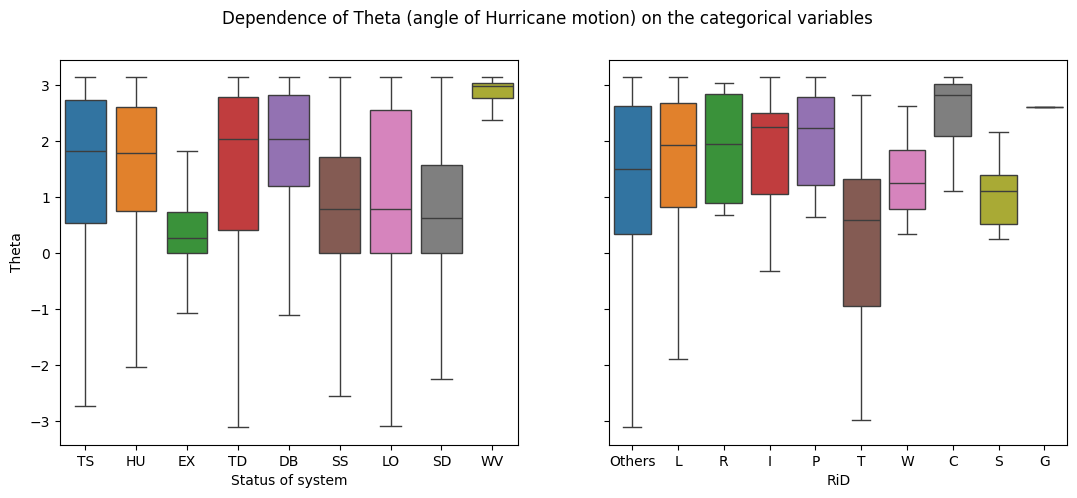 Dependence of Theta (angle of Hurricane motion) on the categorical variables
Theta
3
2
1
0
−1
−2
−3
TS HU EX TD DB SS LO SD WV
Status of system
Others L R I P T W C S G
RiD